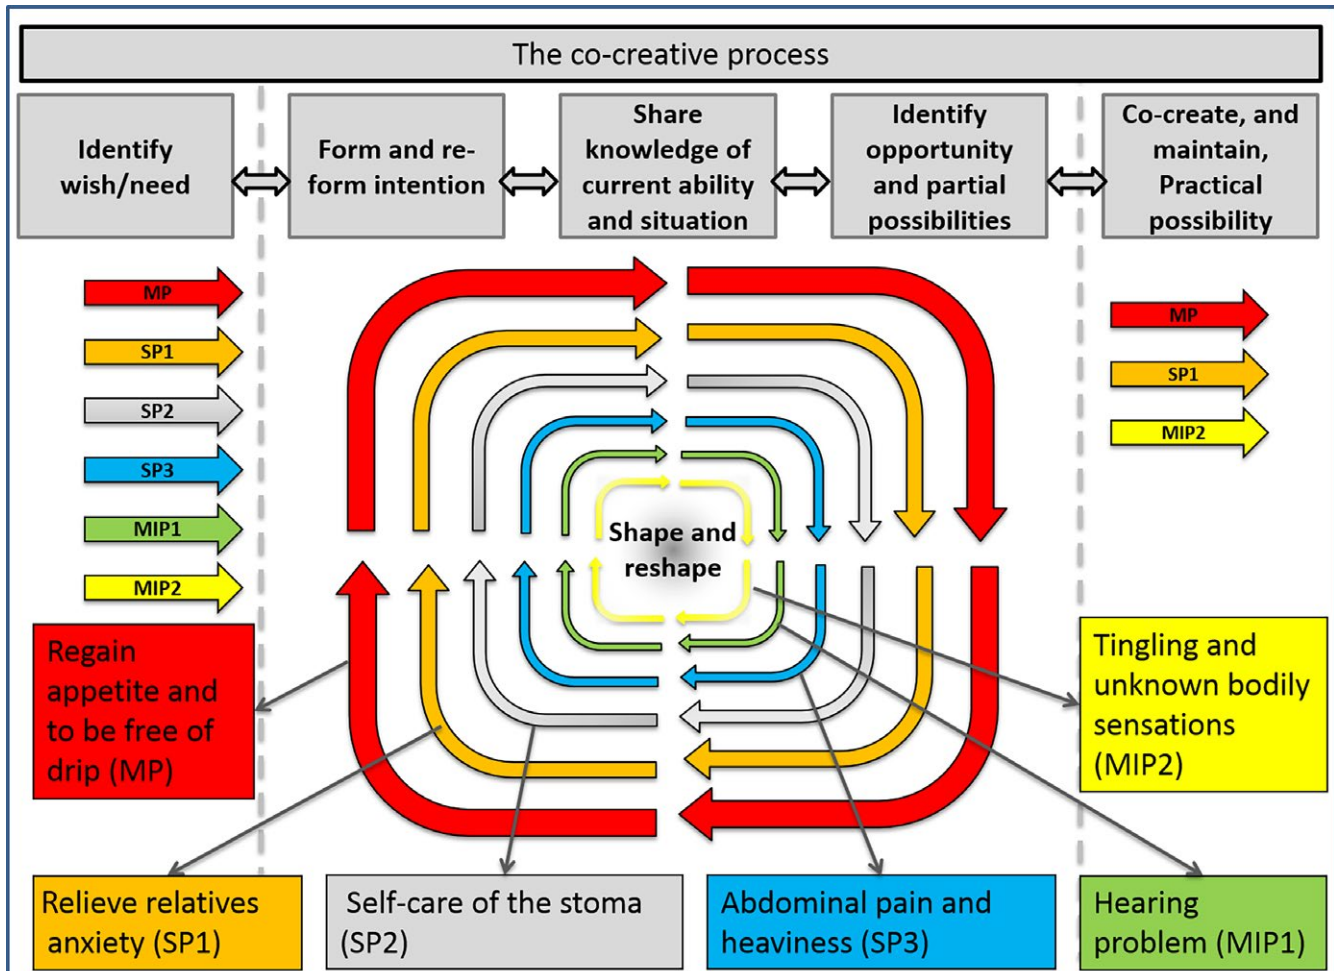 The co-creative process
Identify
wish/need
Form and re-
form intention
Share
knowledge of
current ability
and situation
Identify
opportunity
and partial
possibilities
Co-create, and
maintain,
Practical
possibility
MP
SP1
SP2
SP3
MIP1
MIP2
MP
SP1
MIP2
Shape and
reshape
Regain
appetite and
to be free of
drip (MP)
Tingling and
unknown bodily
sensations
(MIP2)
Relieve relatives
anxiety (SP1)
Self-care of the stoma
(SP2)
Abdominal pain and
heaviness (SP3)
Hearing
problem (MIP1)